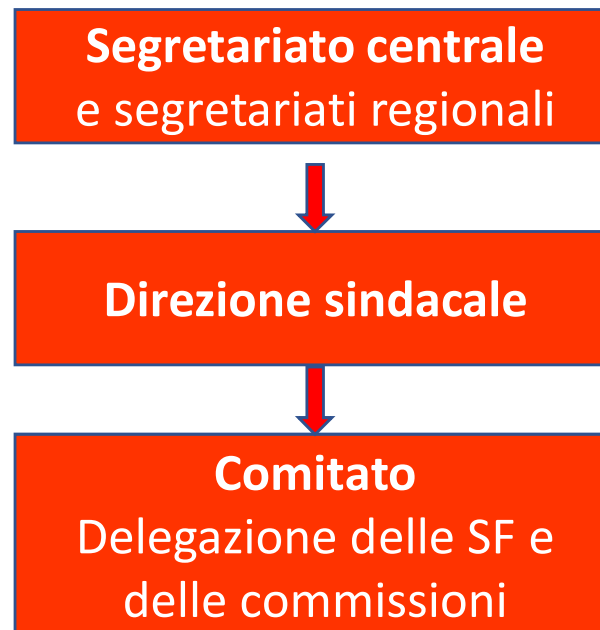 Segretariato centrale
e segretariati regionali
Direzione sindacale
Comitato
Delegazione delle SF e
delle commissioni